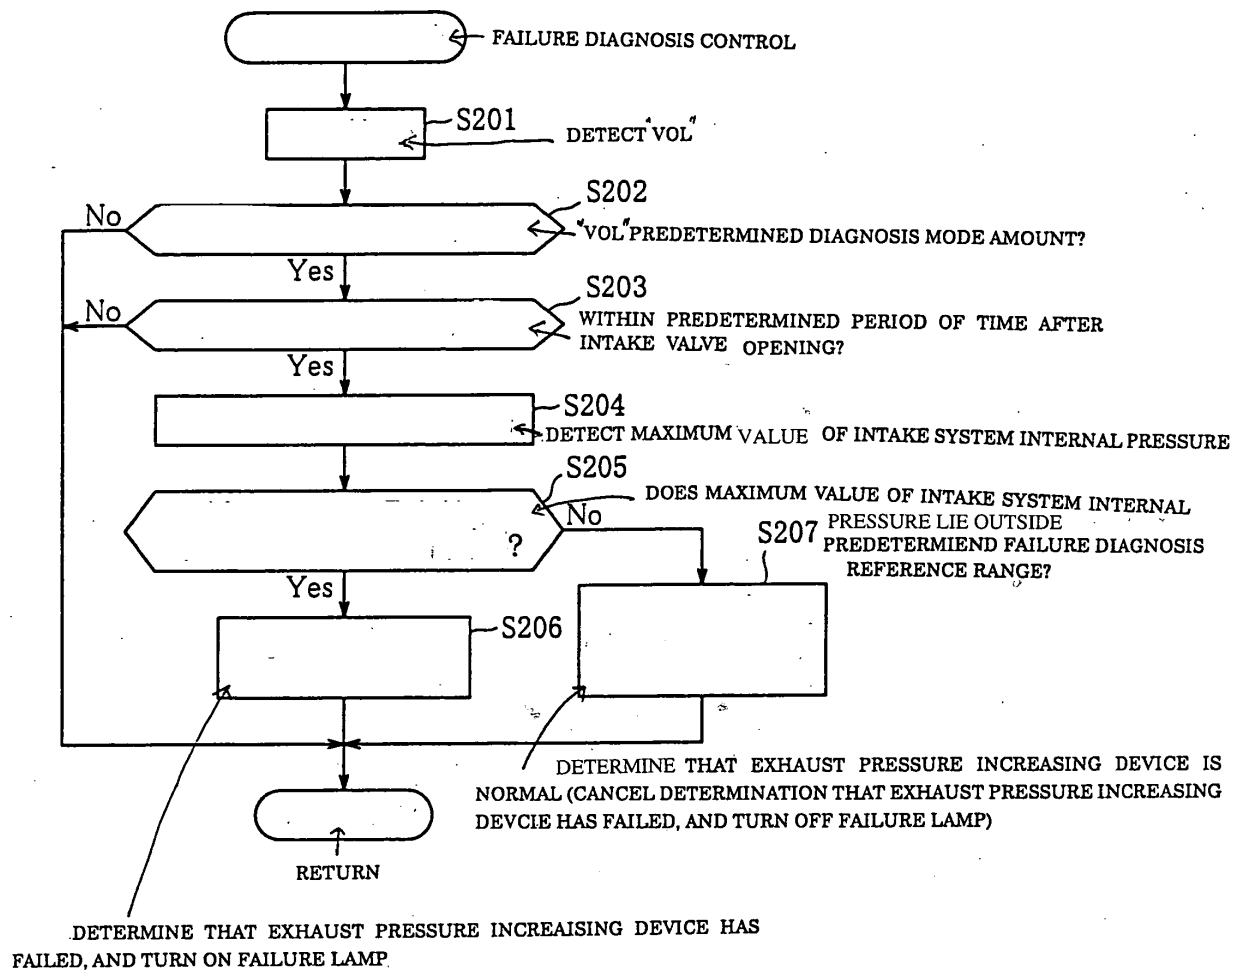 FAILURE DIAGNOSIS CONTROL
S201
DETECT "VOL"
S202
No
"VOL" PREDETERMINED DIAGNOSIS MODE AMOUNT?
Yes
S203
No
WITHIN PREDETERMINED PERIOD OF TIME AFTER
INTAKE VALVE OPENING?
Yes
S204
DETECT MAXIMUM VALUE OF INTAKE SYSTEM INTERNAL PRESSURE
S205
DOES MAXIMUM VALUE OF INTAKE SYSTEM INTERNAL
No
PRESSURE LIE OUTSIDE
S207
PREDETERMIEND FAILURE DIAGNOSIS
?
REFERENCE RANGE?
Yes
S206
DETERMINE THAT EXHAUST PRESSURE INCREASING DEVICE IS
NORMAL (CANCEL DETERMINATION THAT EXHAUST PRESSURE INCREASING
DEVCIE HAS FAILED, AND TURN OFF FAILURE LAMP)
RETURN
DETERMINE THAT EXHAUST PRESSURE INCREAISING DEVICE HAS
FAILED, AND TURN ON FAILURE LAMP